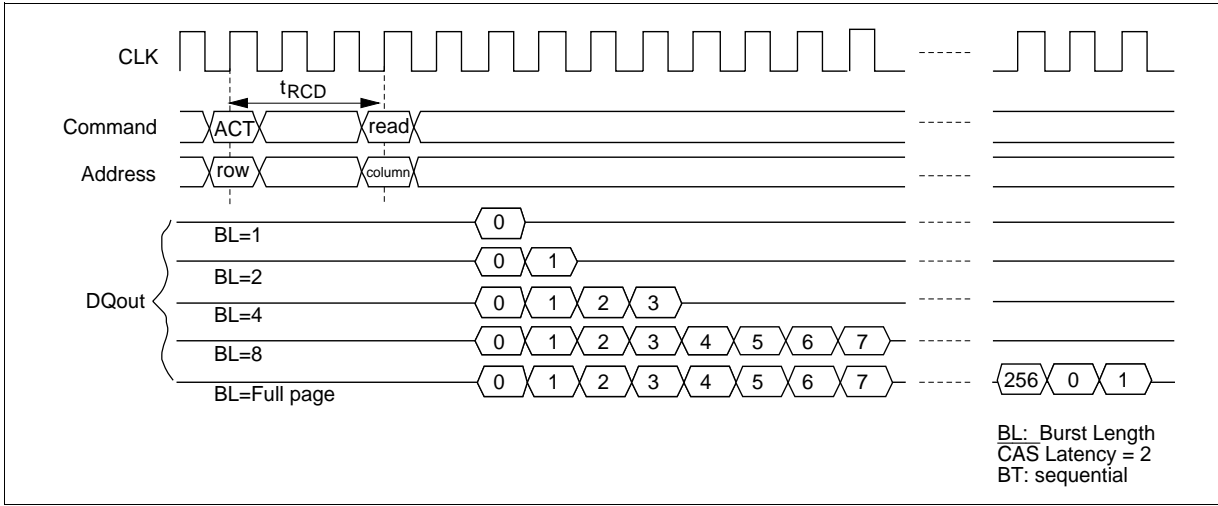 CLK
tRCD
Command ACT read
Address row column
DQout
0
BL=1
0 1
BL=2
0 1 2 3
BL=4
0 1 2 3 4 5 6 7
BL=8
0 1 2 3 4 5 6 7 256 0 1
BL=Full page
BL: Burst Length
CAS Latency = 2
BT: sequential